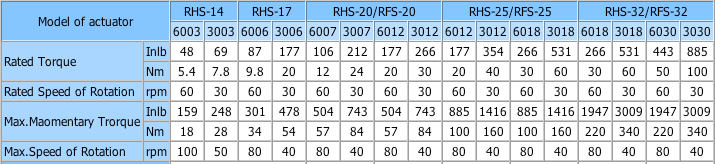 Model of actuator RHS-14 RHS-17 RHS-20/RFS-20 RHS-25/RFS-25 RHS-32/RFS-32
6003 3003 6006 3006 6007 3007 6012 3012 6012 3012 6018 3018 6018 3018 6030 3030
Rated Torque Inlb 48 69 87 177 106 212 177 266 177 354 266 531 266 531 443 885
Nm 5.4 7.8 9.8 20 12 24 20 30 20 40 30 60 30 60 50 100
Rated Speed of Rotation rpm 60 30 60 30 60 30 60 30 60 30 60 30 60 30 60 30
Max.Maomentary Trorque Inlb 159 248 301 478 504 743 504 743 885 1416 885 1416 1947 3009 1947 3009
Nm 18 28 34 54 57 84 57 84 100 160 100 160 220 340 220 340
Max.Speed of Rotation rpm 100 50 80 40 80 40 80 40 80 40 80 40 80 40 80 40